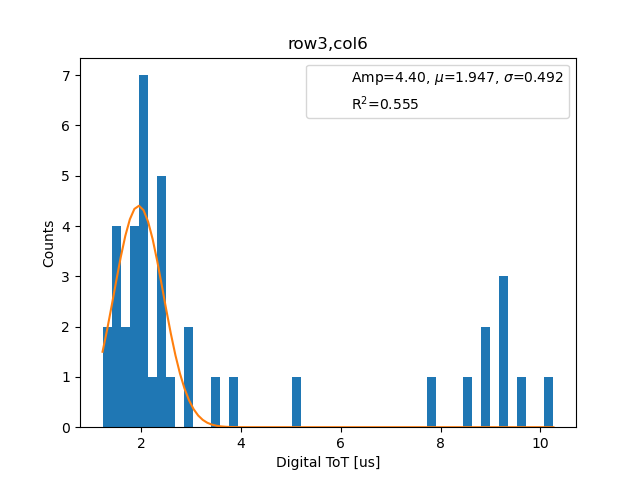 row3,col6
Amp=4.40, μ=1.947, σ=0.492
R²=0.555
Counts
7
6
5
4
3
2
1
0
2 4 6 8 10
Digital ToT [us]